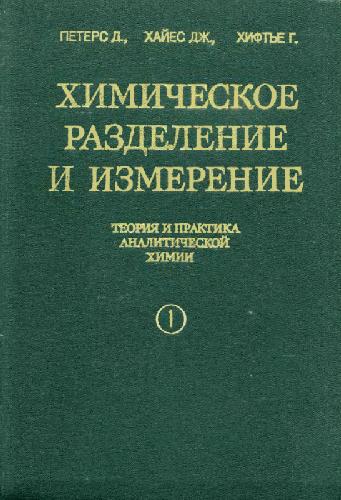 ПЕТЕРС Д., ХАЙЕС ДЖ., ХИФТЬЕ Г.
ХИМИЧЕСКОЕ
РАЗДЕЛЕНИЕ
И ИЗМЕРЕНИЕ
ТЕОРИЯ И ПРАКТИКА
АНАЛИТИЧЕСКОЙ
ХИМИИ
1